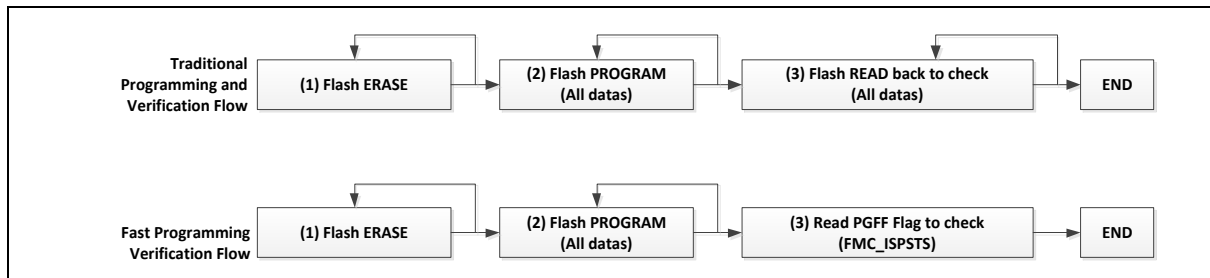 Traditional
Programming and
Verification Flow
(1) Flash ERASE
(2) Flash PROGRAM
(All datas)
(3) Flash READ back to check
(All datas)
END
Fast Programming
Verification Flow
(1) Flash ERASE
(2) Flash PROGRAM
(All datas)
(3) Read PGFF Flag to check
(FMC_ISPSTS)
END